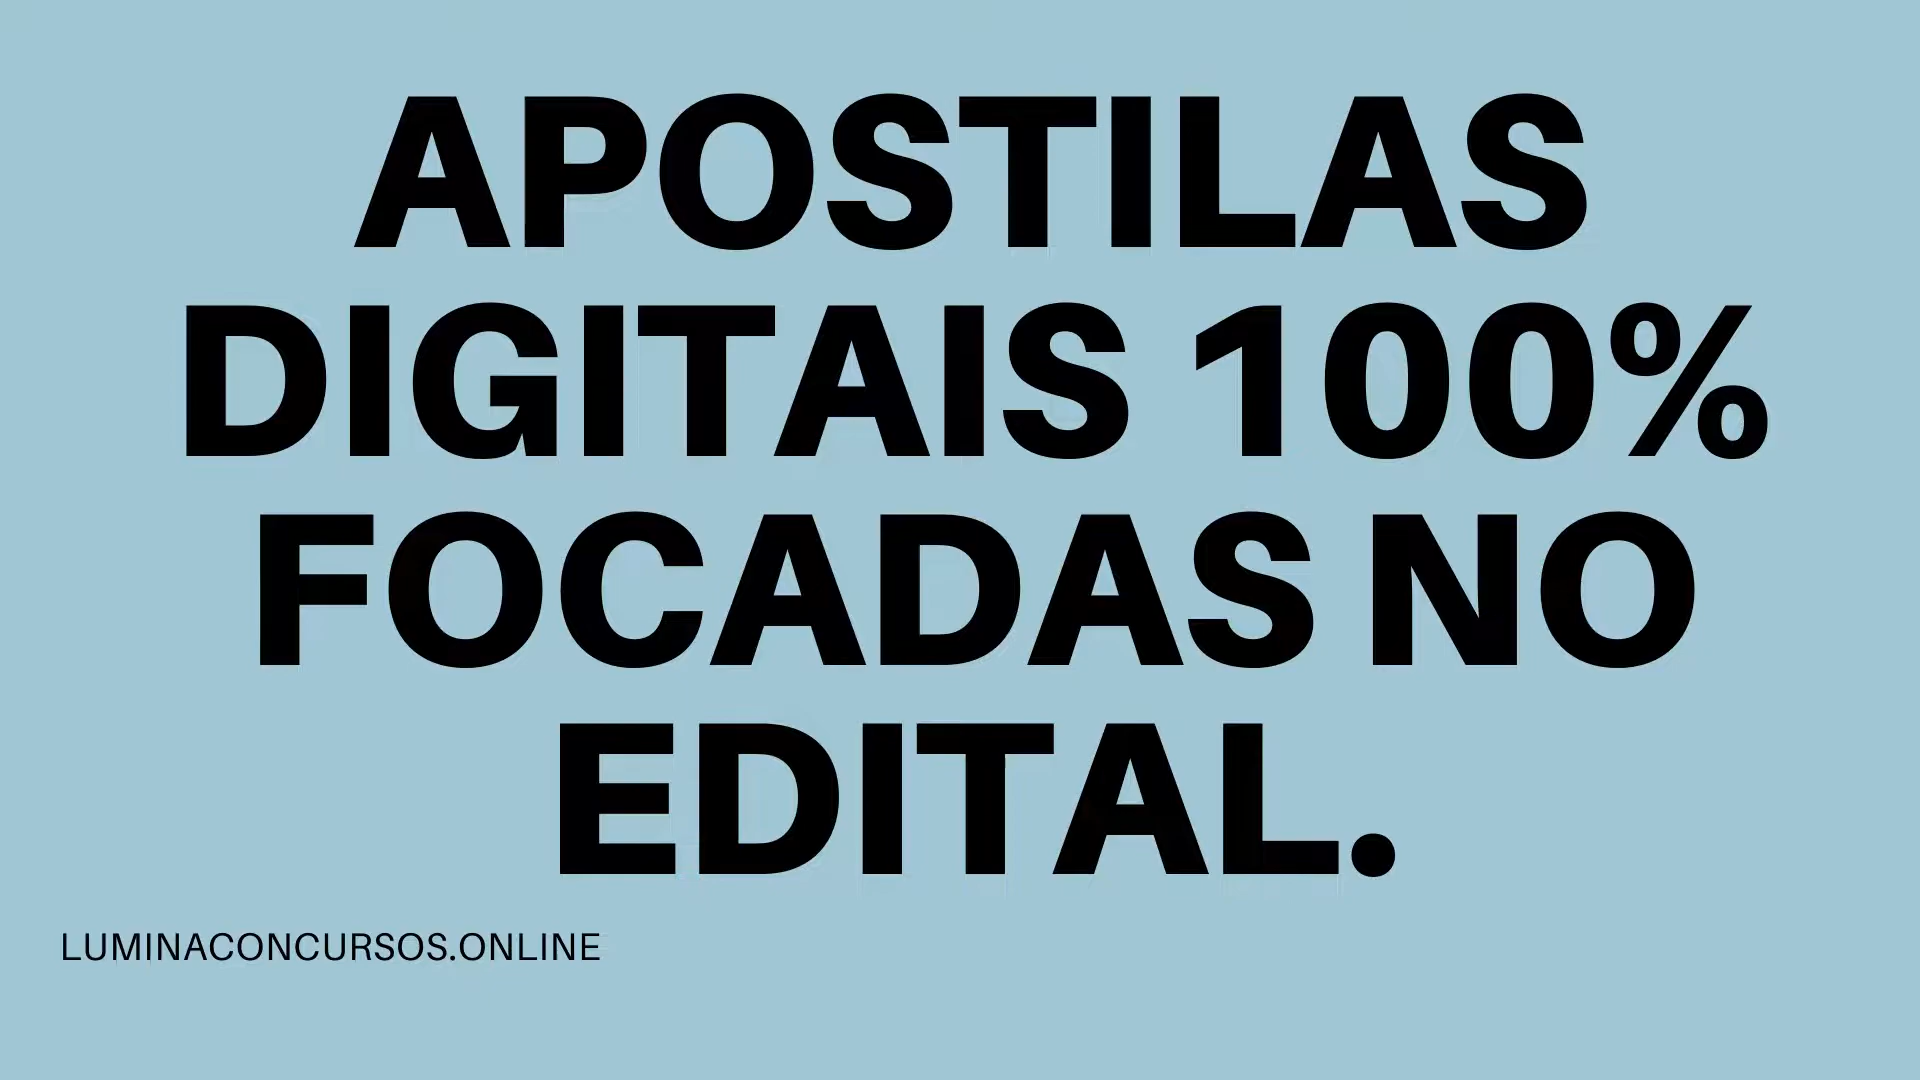 APOSTILAS
DIGITAIS 100%
FOCADAS NO
EDITAL.
LUMINACONCURSOS.ONLINE